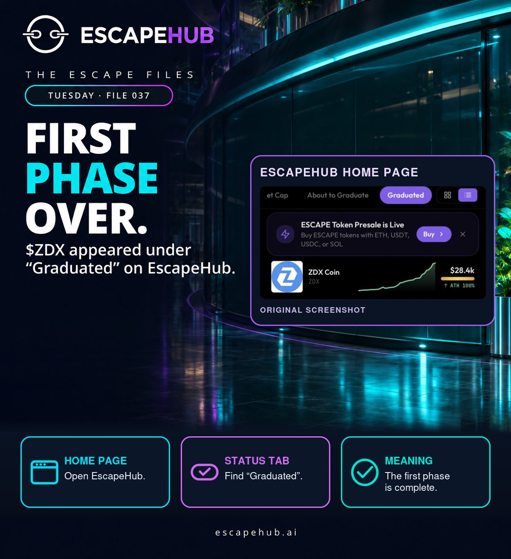 ESCAPEHUB
THE ESCAPE FILES
TUESDAY · FILE 037
FIRST
PHASE
OVER.
$ZDX appeared under
“Graduated” on EscapeHub.
ESCAPEHUB HOME PAGE
et Cap
About to Graduate
Graduated
ESCAPE Token Presale is Live
Buy ESCAPE tokens with ETH, USDT,
USDC, or SOL
Buy >
ZDX Coin
ZDX
$28.4k
↑ ATH 100%
ORIGINAL SCREENSHOT
HOME PAGE
Open EscapeHub.
STATUS TAB
Find “Graduated”.
MEANING
The first phase
is complete.
escapehub.ai